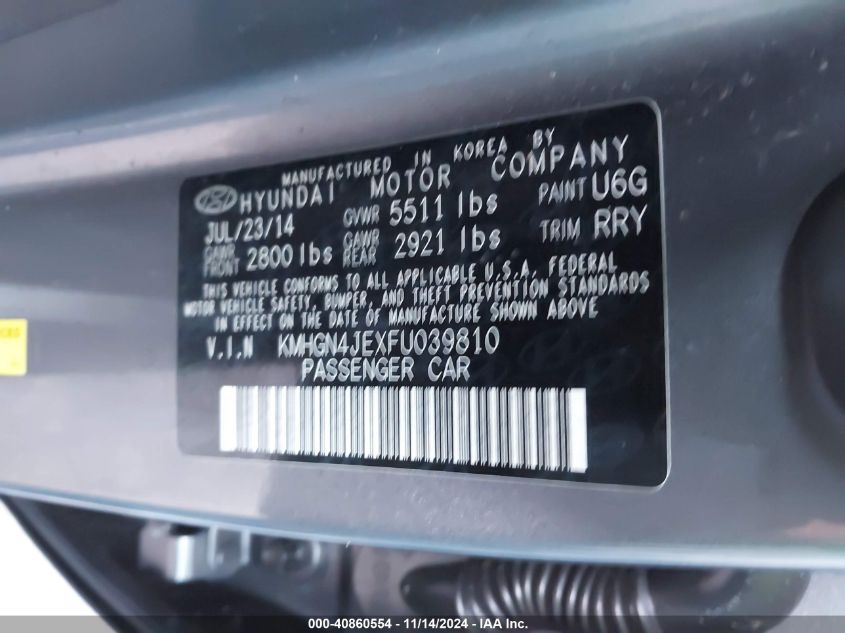 MANUFACTURED IN KOREA BY
HYUNDAI MOTOR COMPANY
JUL/23/14 GVWR 5511 lbs PAINT U6G
GAWR FRONT 2800 lbs GAWR REAR 2921 lbs TRIM RRY
THIS VEHICLE CONFORMS TO ALL APPLICABLE U.S.A. FEDERAL
MOTOR VEHICLE SAFETY, BUMPER, AND THEFT PREVENTION STANDARDS
IN EFFECT ON THE DATE OF MANUFACTURE SHOWN ABOVE
V.I.N KMHGN4JEXFU039810
PASSENGER CAR
000-40860554 - 11/14/2024 - IAA Inc.